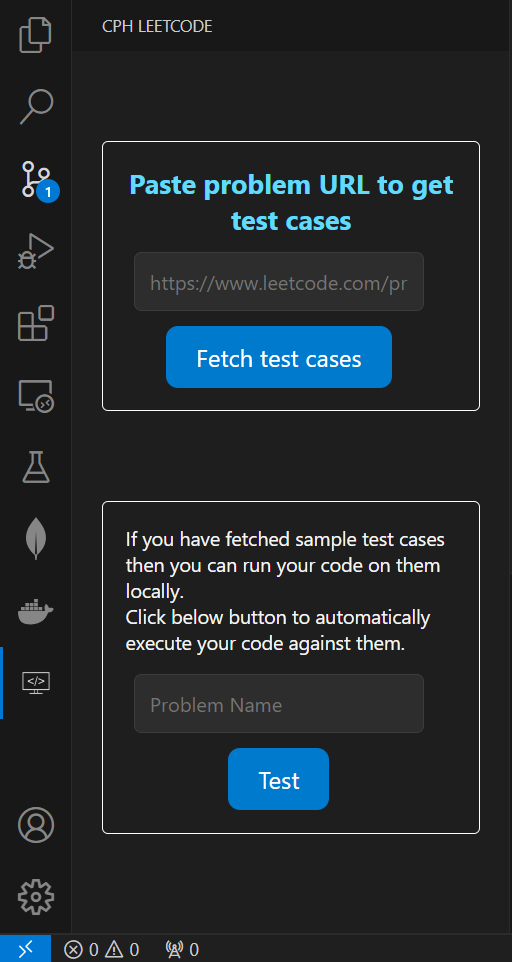 CPH LEETCODE
Paste problem URL to get
test cases
https://www.leetcode.com/pr
Fetch test cases
1
If you have fetched sample test cases
then you can run your code on them
locally.
Click below button to automatically
execute your code against them.
Problem Name
</>
Test
0 0 0